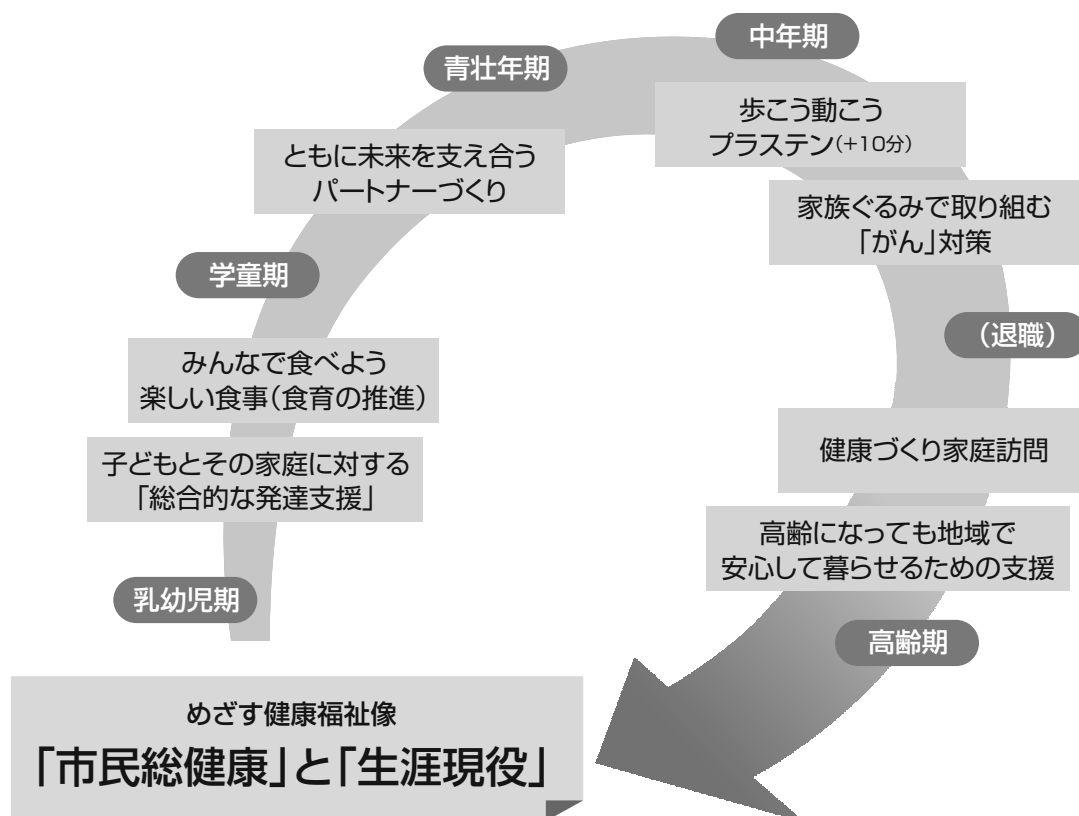 中年期
青壮年期
歩こう動こう
プラステン(+10分)
ともに未来を支え合う
パートナーづくり
家族ぐるみで取り組む
「がん」対策
学童期
(退職)
みんなで食べよう
楽しい食事(食育の推進)
健康づくり家庭訪問
子どもとその家庭に対する
「総合的な発達支援」
高齢になっても地域で
安心して暮らせるための支援
乳幼児期
高齢期
めざす健康福祉像
「市民総健康」と「生涯現役」